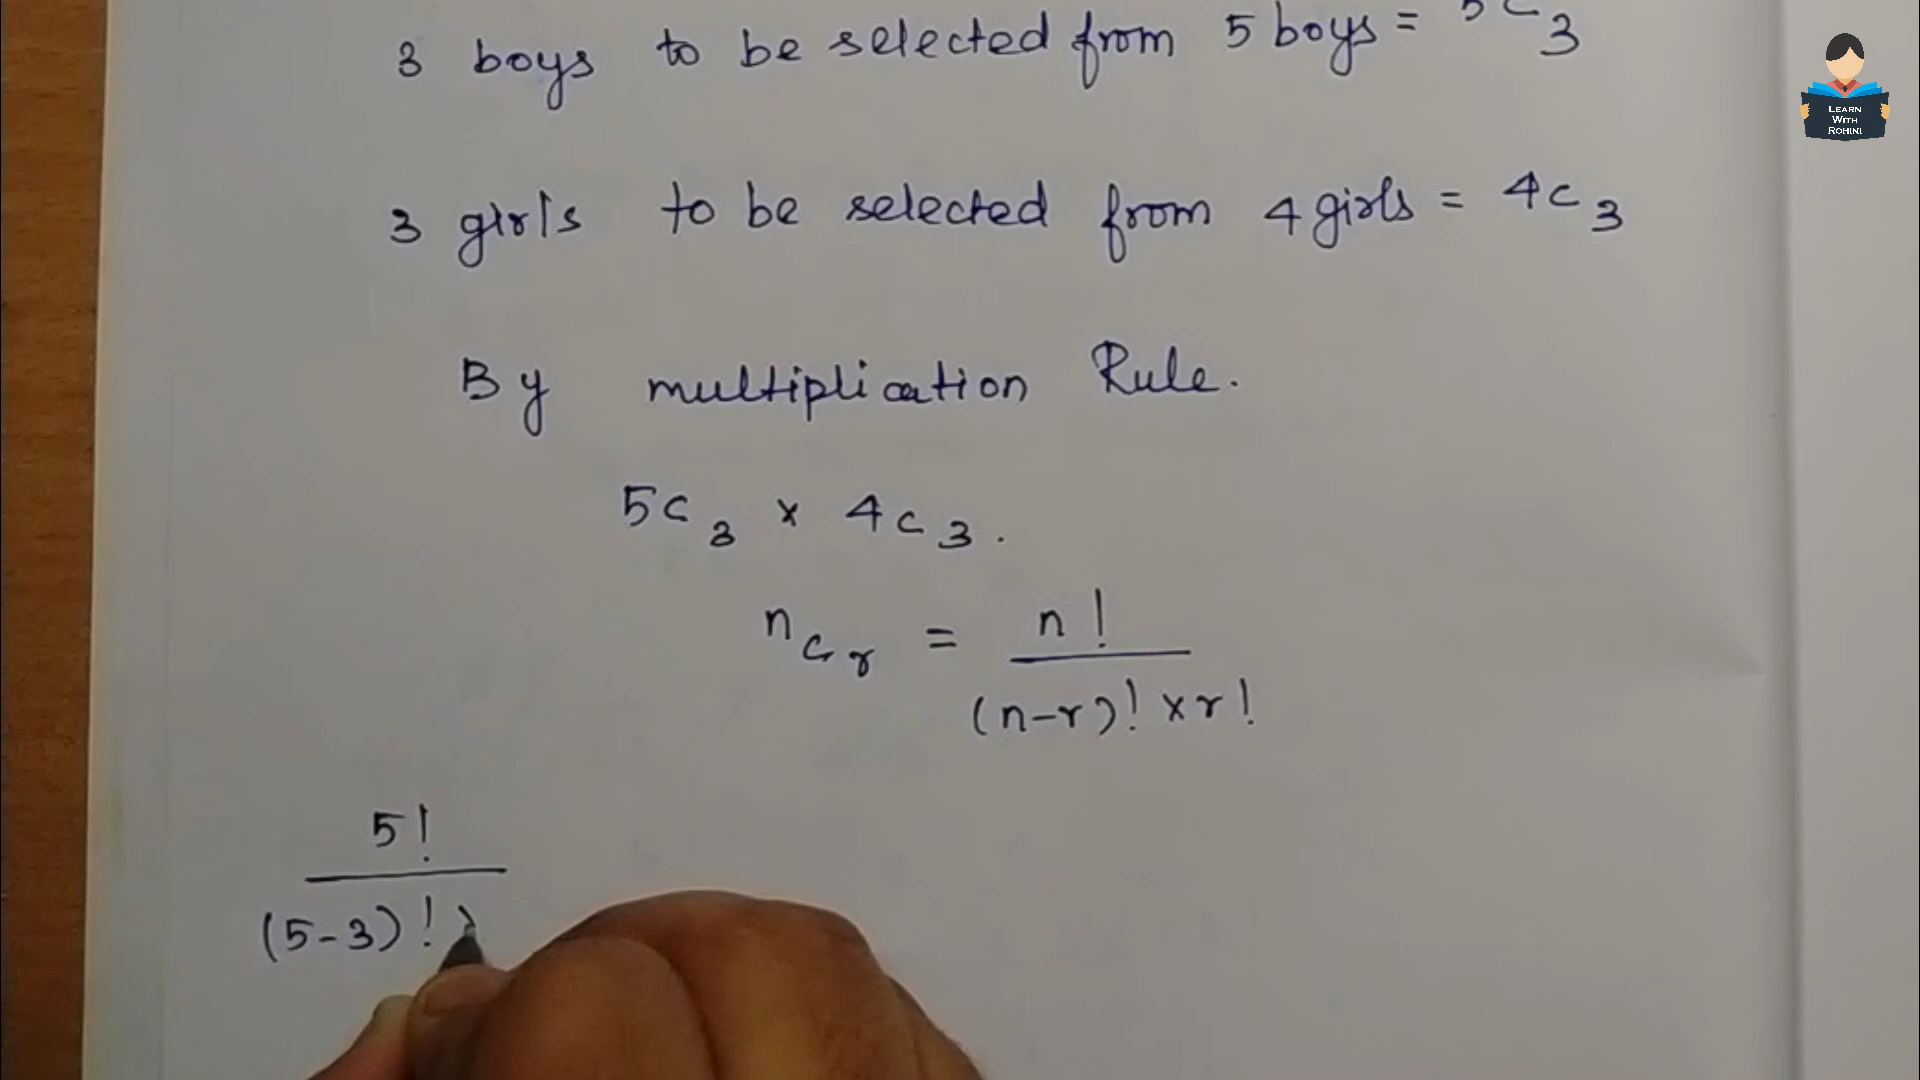 3 boys to be selected from 5 boys = 5C3
LEARN
WITH
ROHINI
3 girls to be selected from 4 girls = 4C3
By multiplication Rule.
5C3 x 4C3.
nCr = n!
(n-r)! x r!
5!
(5-3)!